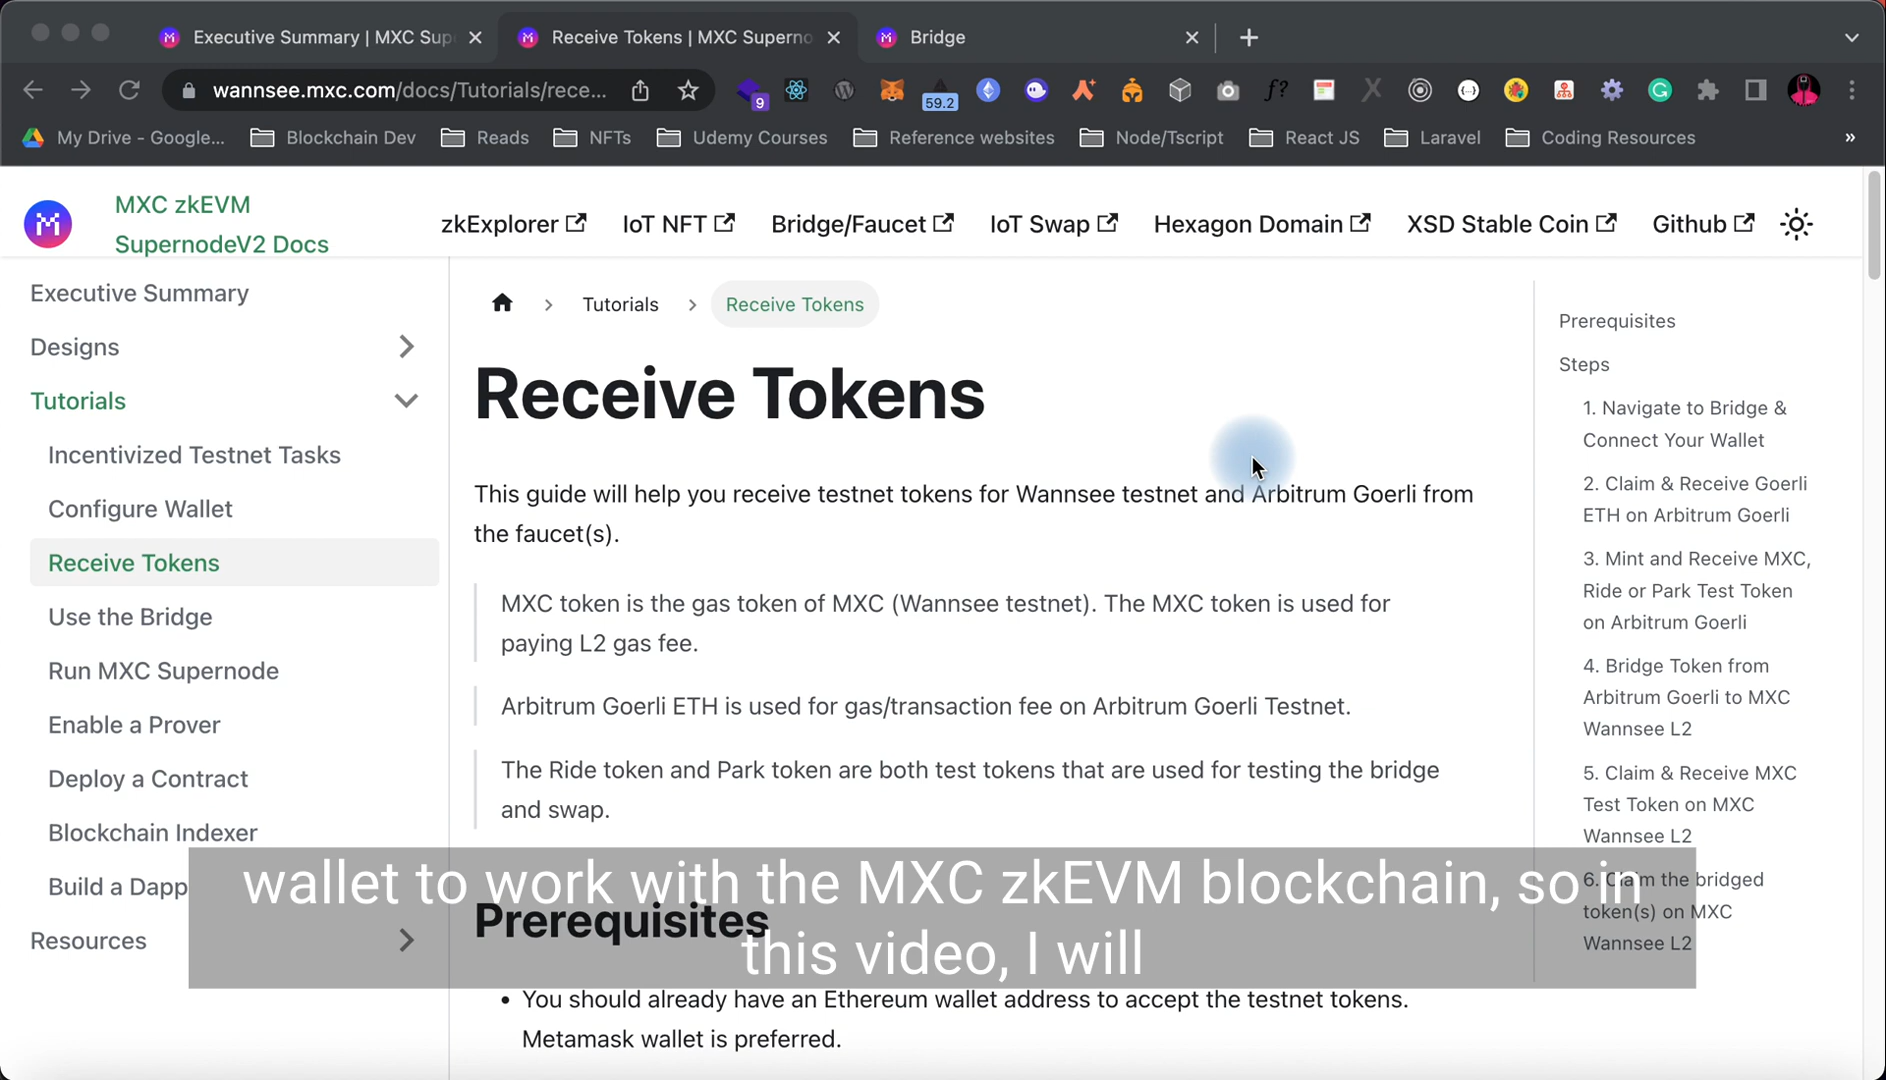 Executive Summary | MXC Sup
Receive Tokens | MXC Superno
Bridge
wannsee.mxc.com/docs/Tutorials/rece...
9
59.2
f?
My Drive - Google...
Blockchain Dev
Reads
NFTs
Udemy Courses
Reference websites
Node/Tscript
React JS
Laravel
Coding Resources
»
MXC zkEVM
SupernodeV2 Docs
zkExplorer
IoT NFT
Bridge/Faucet
IoT Swap
Hexagon Domain
XSD Stable Coin
Github
Executive Summary
Designs
Tutorials
Incentivized Testnet Tasks
Configure Wallet
Receive Tokens
Use the Bridge
Run MXC Supernode
Enable a Prover
Deploy a Contract
Blockchain Indexer
Build a Dapp
Resources
Tutorials
Receive Tokens
Receive Tokens
This guide will help you receive testnet tokens for Wannsee testnet and Arbitrum Goerli from
the faucet(s).
MXC token is the gas token of MXC (Wannsee testnet). The MXC token is used for
paying L2 gas fee.
Arbitrum Goerli ETH is used for gas/transaction fee on Arbitrum Goerli Testnet.
The Ride token and Park token are both test tokens that are used for testing the bridge
and swap.
Prerequisites
• You should already have an Ethereum wallet address to accept the testnet tokens.
Metamask wallet is preferred.
Prerequisites
Steps
1. Navigate to Bridge &
Connect Your Wallet
2. Claim & Receive Goerli
ETH on Arbitrum Goerli
3. Mint and Receive MXC,
Ride or Park Test Token
on Arbitrum Goerli
4. Bridge Token from
Arbitrum Goerli to MXC
Wannsee L2
5. Claim & Receive MXC
Test Token on MXC
Wannsee L2
6. Claim the bridged
token(s) on MXC
Wannsee L2
wallet to work with the MXC zkEVM blockchain, so in
this video, I will